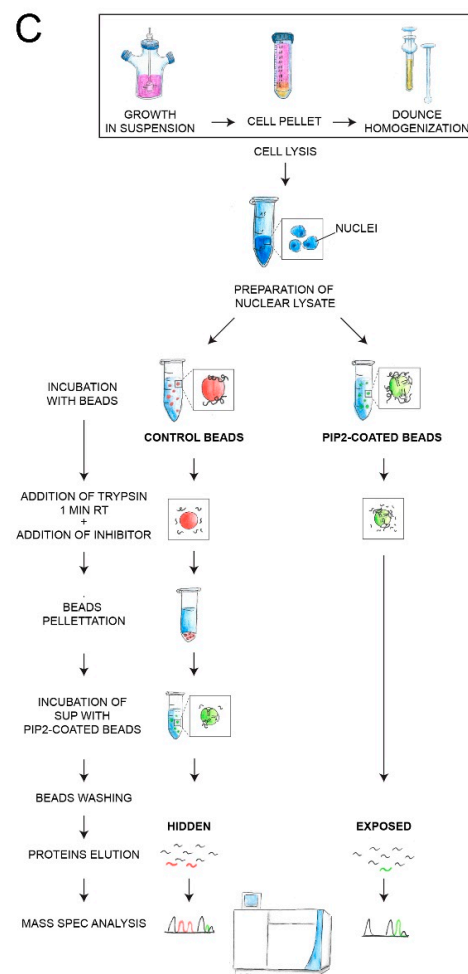 C
GROWTH
IN SUSPENSION
CELL PELLET
DOUNCE
HOMOGENIZATION
CELL LYSIS
NUCLEI
PREPARATION OF
NUCLEAR LYSATE
INCUBATION
WITH BEADS
CONTROL BEADS
PIP2-COATED BEADS
ADDITION OF TRYPSIN
1 MIN RT
+
ADDITION OF INHIBITOR
BEADS
PELLETTATION
INCUBATION OF
SUP WITH
PIP2-COATED BEADS
BEADS WASHING
HIDDEN
EXPOSED
PROTEINS ELUTION
MASS SPEC ANALYSIS